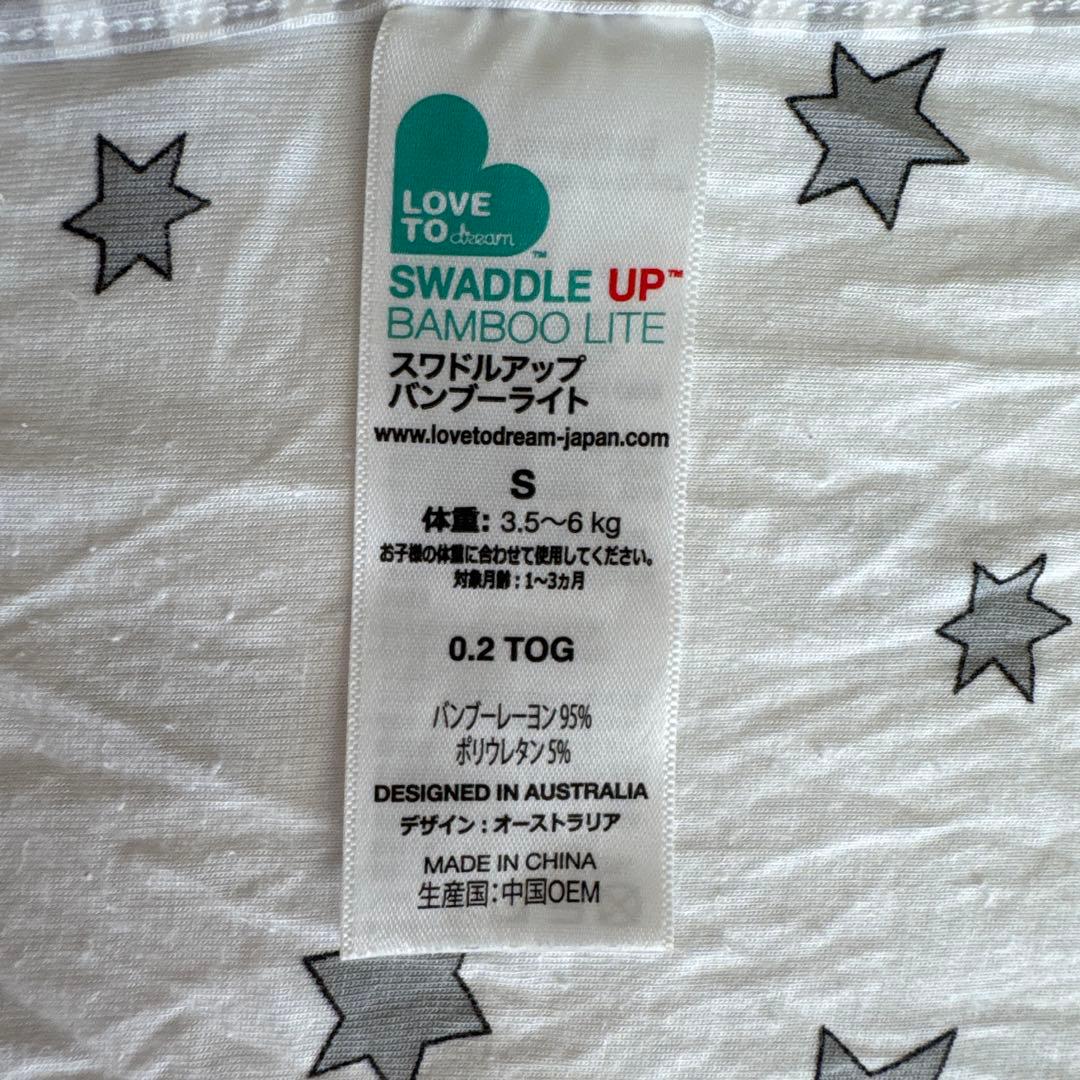 LOVE
TO dream™
SWADDLE UP™
BAMBOO LITE
スワドルアップ
バンブーライト
www.lovetodream-japan.com
S
体重: 3.5〜6 kg
お子様の体重に合わせて使用してください。
対象月齢:1〜3ヵ月
0.2 TOG
バンブーレーヨン95%
ポリウレタン5%
DESIGNED IN AUSTRALIA
デザイン:オーストラリア
MADE IN CHINA
生産国:中国OEM